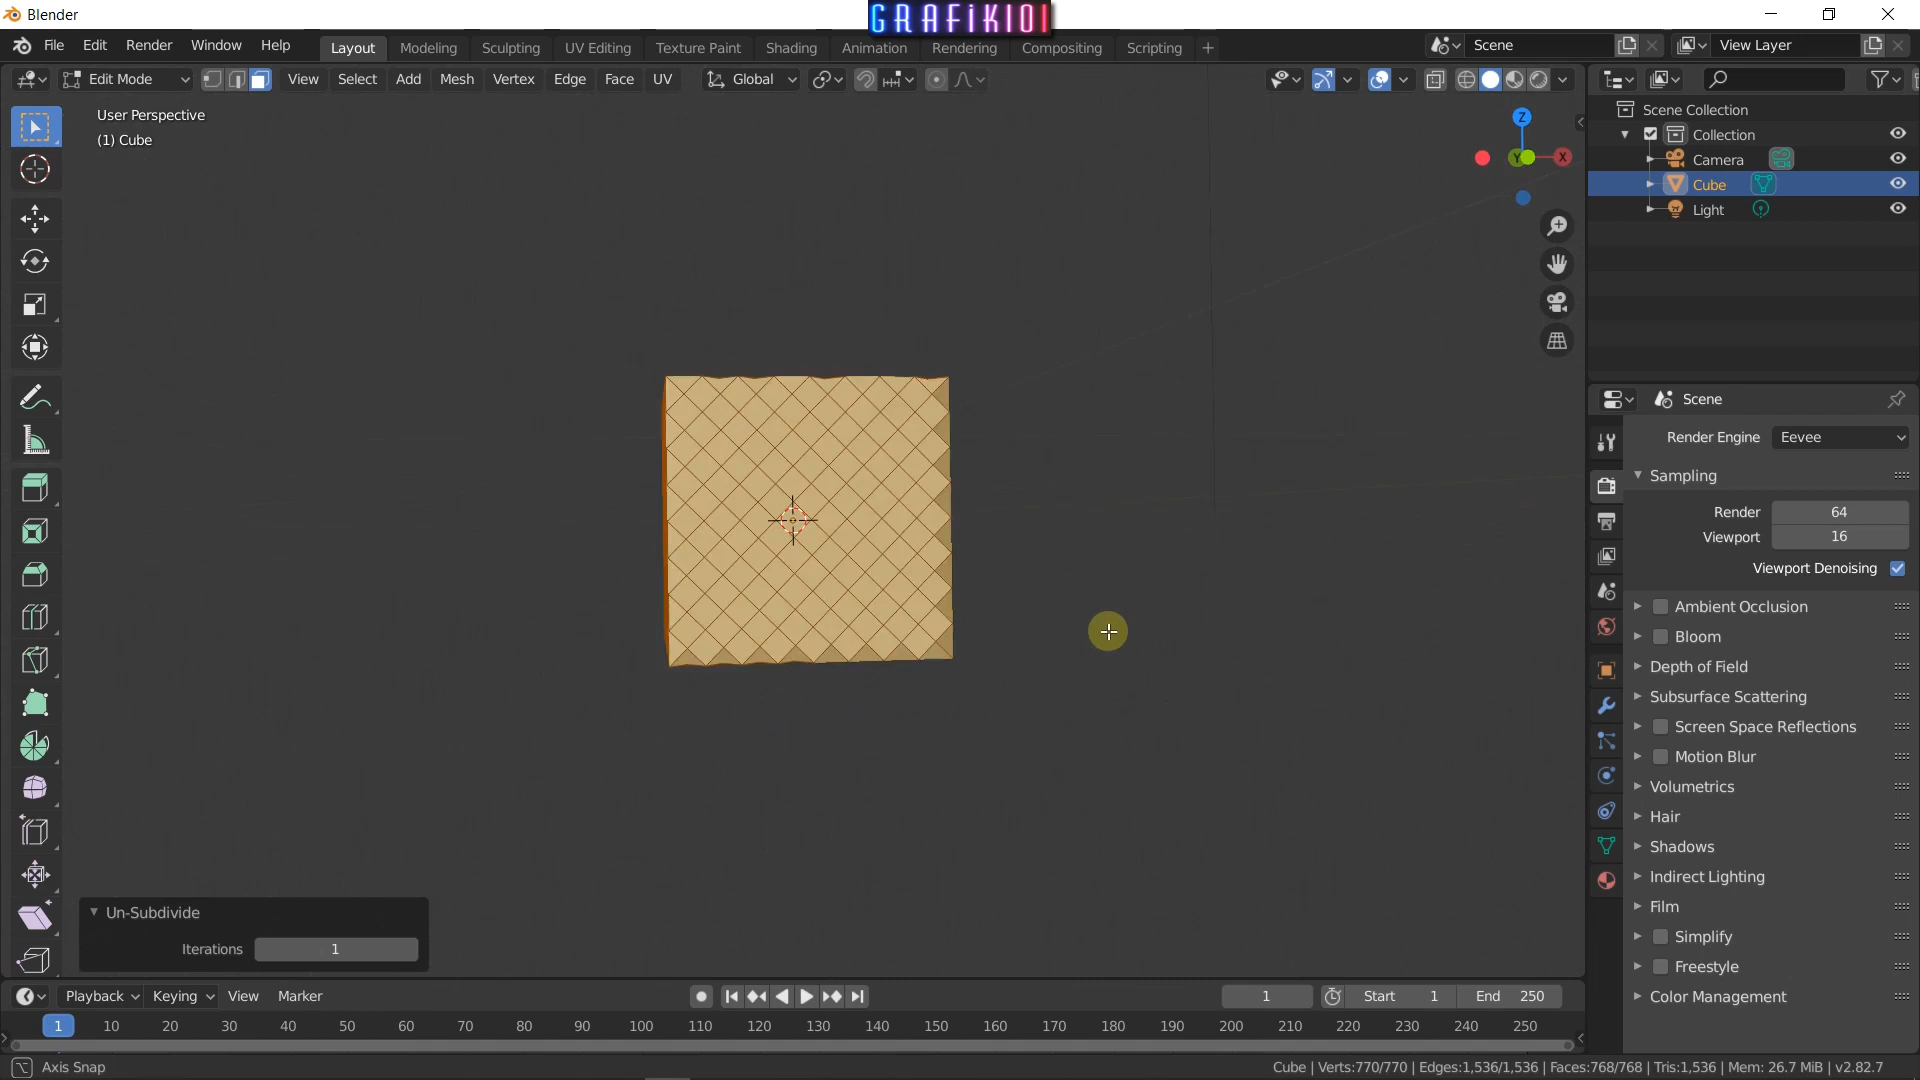 Blender
GRAFiK101
File Edit Render Window Help
Layout Modeling Sculpting UV Editing Texture Paint Shading Animation Rendering Compositing Scripting +
Scene
View Layer
Edit Mode View Select Add Mesh Vertex Edge Face UV Global
User Perspective
(1) Cube
Z
Y
X
Scene Collection
Collection
Camera
Cube
Light
Scene
Render Engine Eevee
Sampling
Render 64
Viewport 16
Viewport Denoising
Ambient Occlusion
Bloom
Depth of Field
Subsurface Scattering
Screen Space Reflections
Motion Blur
Volumetrics
Hair
Shadows
Indirect Lighting
Film
Simplify
Freestyle
Color Management
Un-Subdivide
Iterations 1
Playback Keying View Marker 1 Start 1 End 250
1 10 20 30 40 50 60 70 80 90 100 110 120 130 140 150 160 170 180 190 200 210 220 230 240 250
Axis Snap
Cube | Verts:770/770 | Edges:1,536/1,536 | Faces:768/768 | Tris:1,536 | Mem: 26.7 MiB | v2.82.7